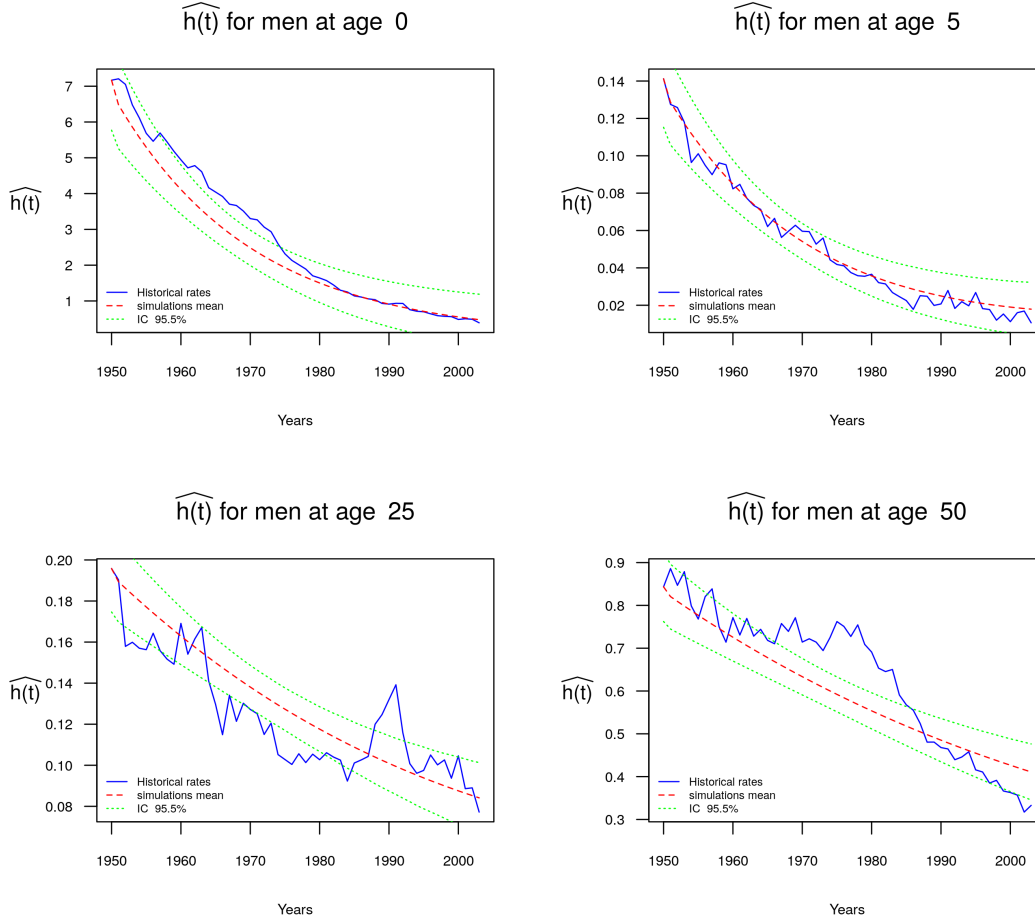 h(t) for men at age 0
7
6
5
4
3
2
1
h(t)
Historical rates
simulations mean
IC 95.5%
1950 1960 1970 1980 1990 2000
Years
h(t) for men at age 5
0.14
0.12
0.10
0.08
0.06
0.04
0.02
h(t)
Historical rates
simulations mean
IC 95.5%
1950 1960 1970 1980 1990 2000
Years
h(t) for men at age 25
0.20
0.18
0.16
0.14
0.12
0.10
0.08
h(t)
Historical rates
simulations mean
IC 95.5%
1950 1960 1970 1980 1990 2000
Years
h(t) for men at age 50
0.9
0.8
0.7
0.6
0.5
0.4
0.3
h(t)
Historical rates
simulations mean
IC 95.5%
1950 1960 1970 1980 1990 2000
Years